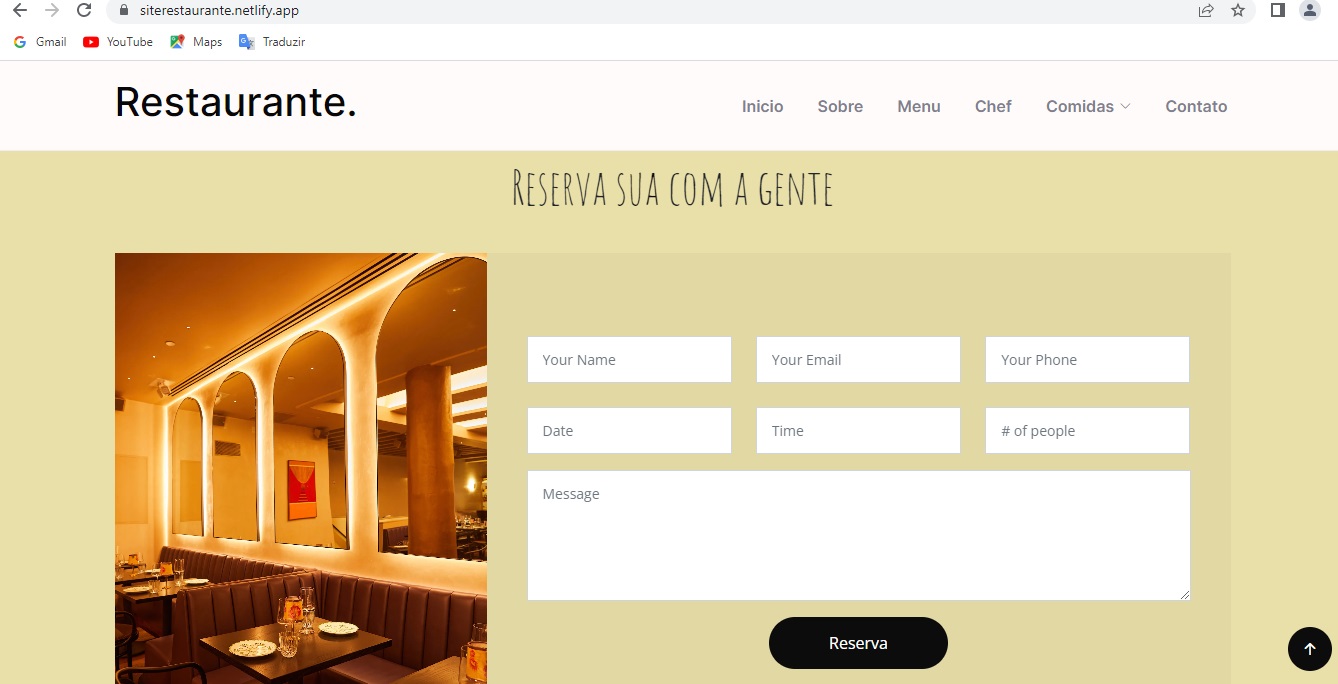 siterestaurante.netlify.app
Gmail YouTube Maps Traduzir
Restaurante. Inicio Sobre Menu Chef Comidas Contato
Reserva sua com a gente
Your Name Your Email Your Phone
Date Time # of people
Message
Reserva